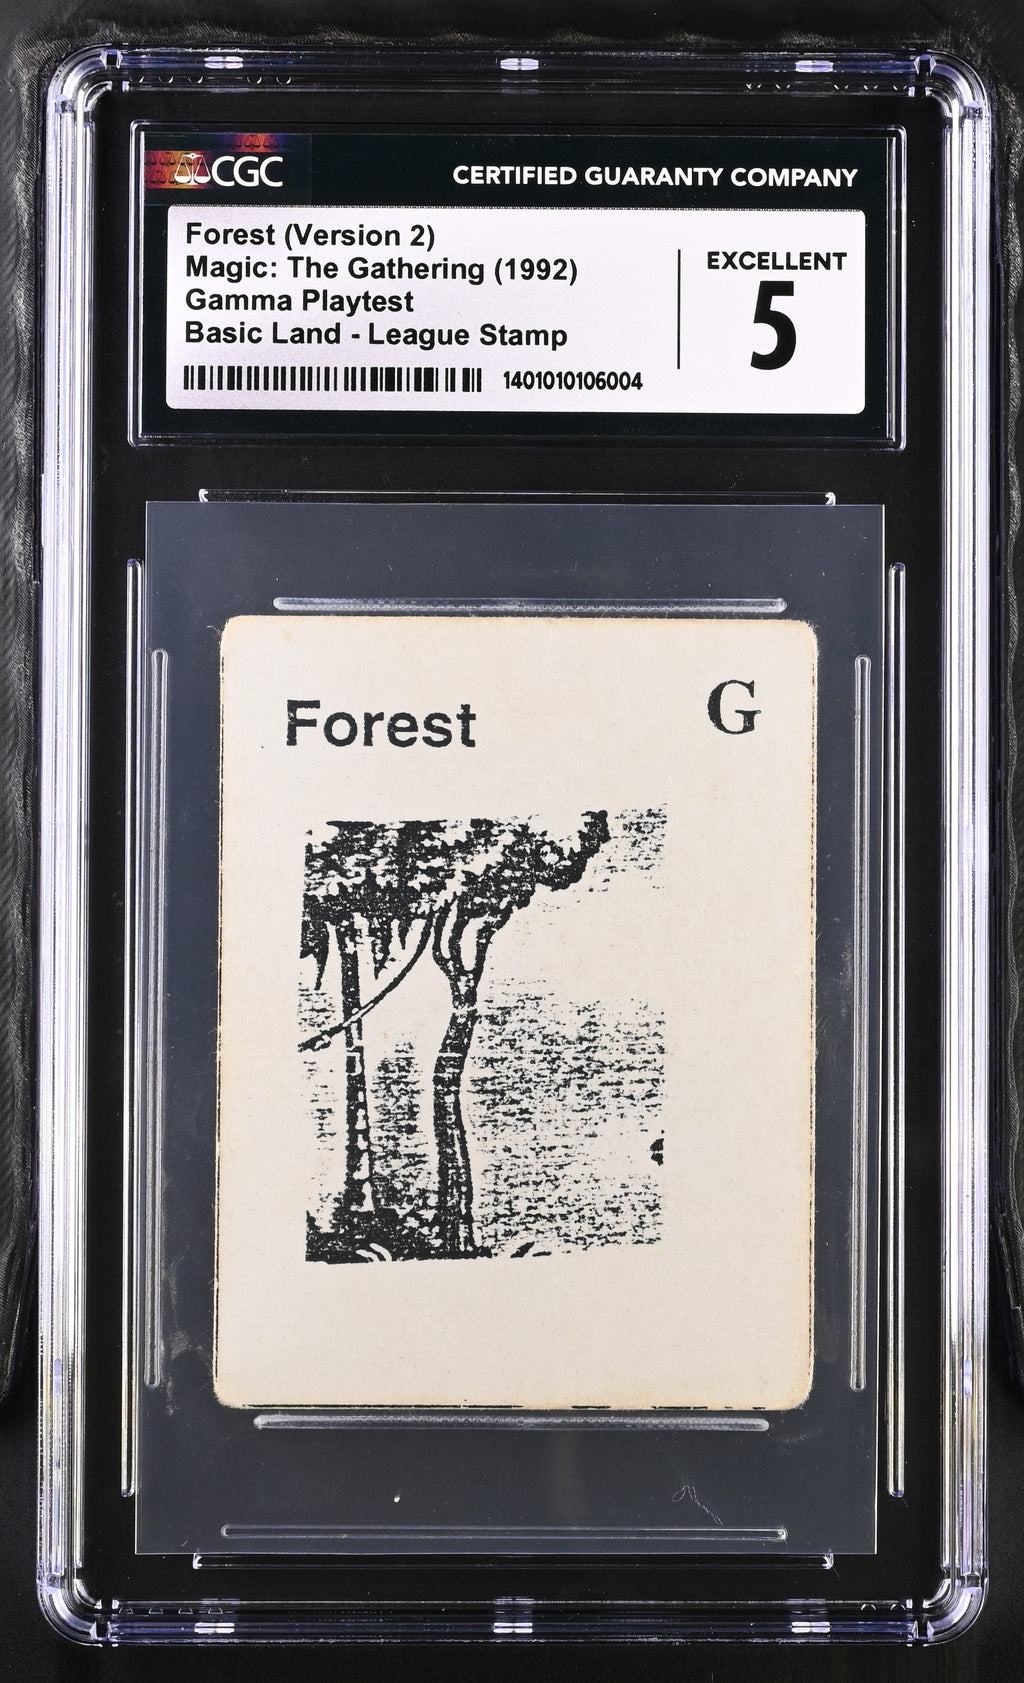 CGC
CERTIFIED GUARANTY COMPANY
Forest (Version 2)
Magic: The Gathering (1992)
Gamma Playtest
Basic Land - League Stamp
1401010106004
EXCELLENT
5
Forest
G